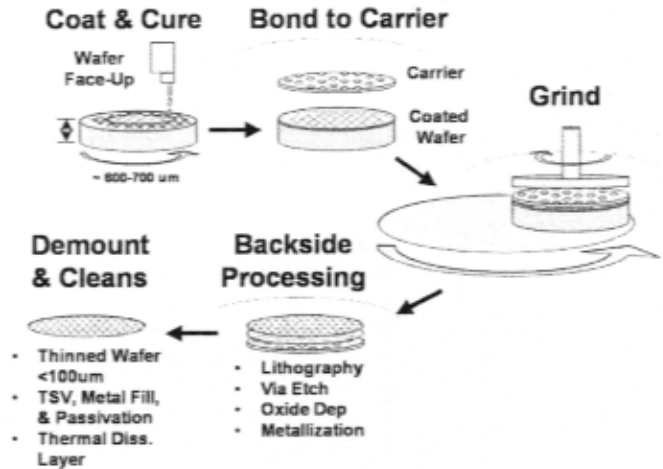 Coat & Cure
Wafer
Face-Up
~ 600-700 um
Bond to Carrier
Carrier
Coated
Wafer
Grind
Backside
Processing
• Lithography
• Via Etch
• Oxide Dep
• Metallization
Demount
& Cleans
• Thinned Wafer
<100um
• TSV, Metal Fill,
& Passivation
• Thermal Diss.
Layer